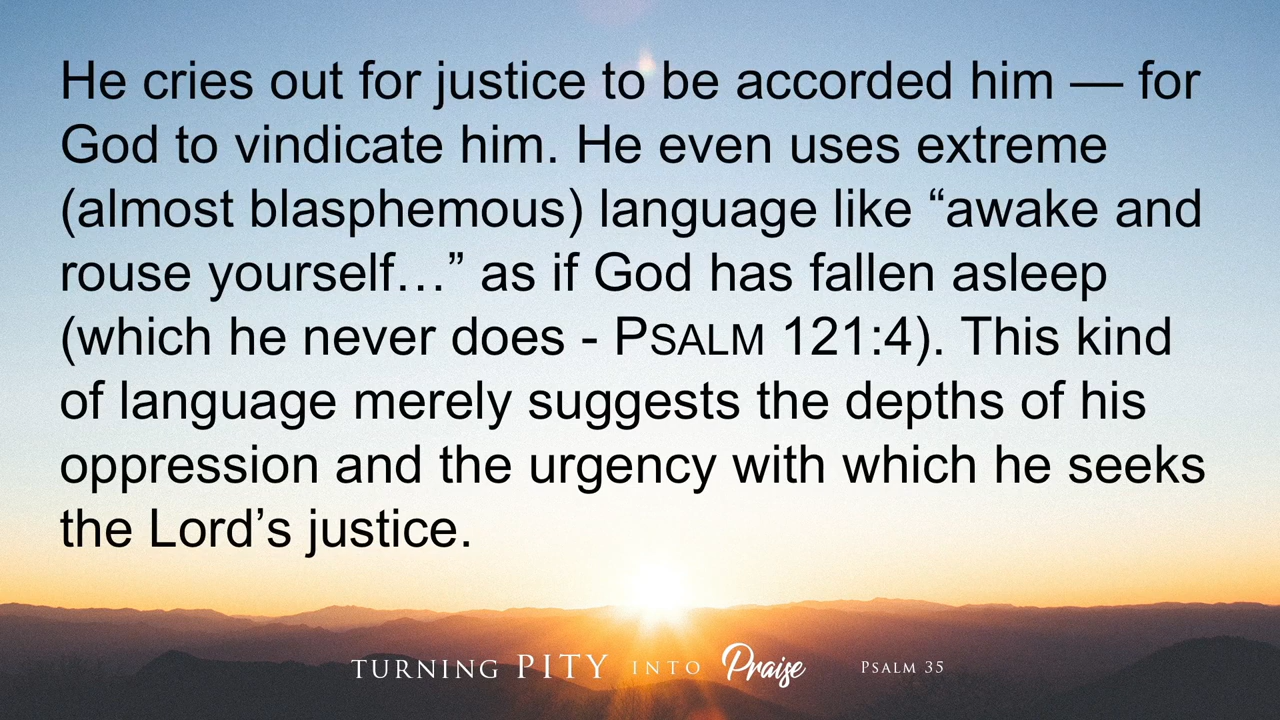 He cries out for justice to be accorded him — for
God to vindicate him. He even uses extreme
(almost blasphemous) language like “awake and
rouse yourself…” as if God has fallen asleep
(which he never does - PSALM 121:4). This kind
of language merely suggests the depths of his
oppression and the urgency with which he seeks
the Lord’s justice.
TURNING PITY INTO Praise PSALM 35